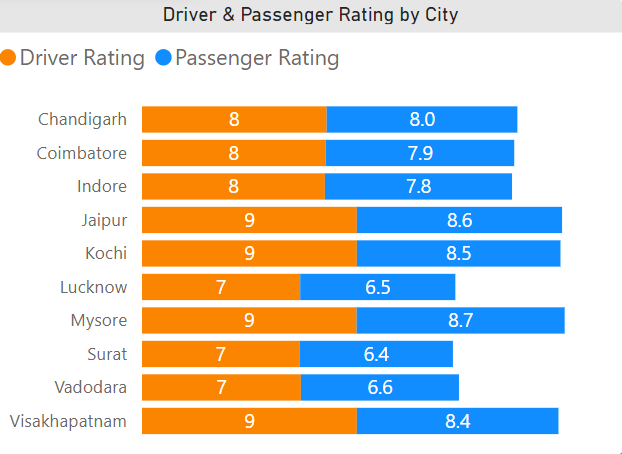 Driver & Passenger Rating by City
Driver Rating Passenger Rating
Chandigarh 8 8.0
Coimbatore 8 7.9
Indore 8 7.8
Jaipur 9 8.6
Kochi 9 8.5
Lucknow 7 6.5
Mysore 9 8.7
Surat 7 6.4
Vadodara 7 6.6
Visakhapatnam 9 8.4